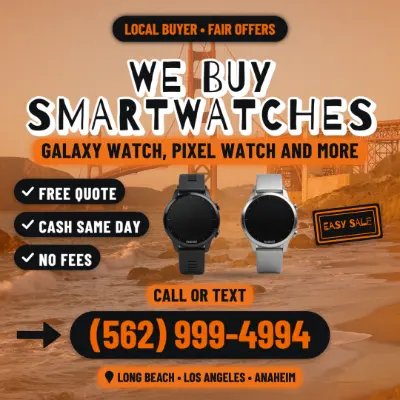 LOCAL BUYER • FAIR OFFERS
WE BUY
SMARTWATCHES
GALAXY WATCH, PIXEL WATCH AND MORE
FREE QUOTE
CASH SAME DAY
NO FEES
EASY SALE
CALL OR TEXT
(562) 999-4994
LONG BEACH • LOS ANGELES • ANAHEIM